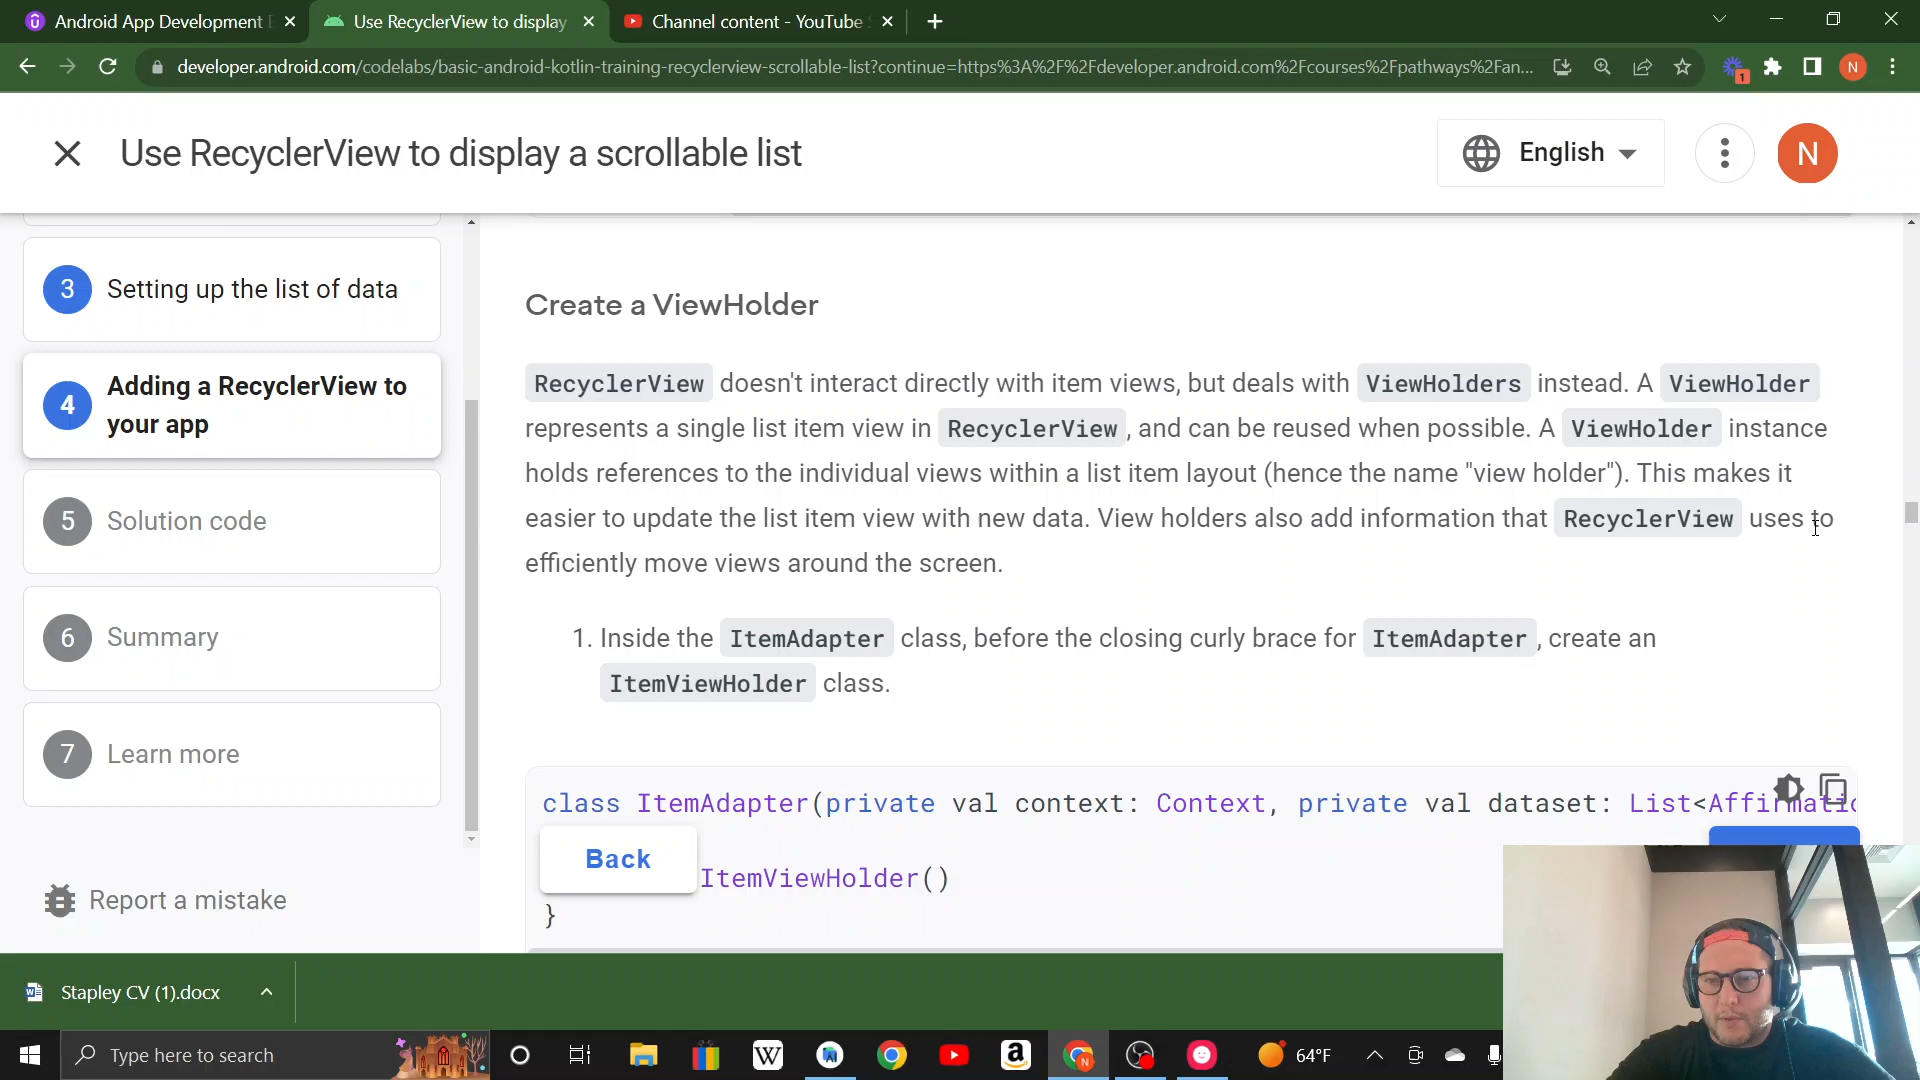 Android App Development
Use RecyclerView to display
Channel content - YouTube
developer.android.com/codelabs/basic-android-kotlin-training-recyclerview-scrollable-list?continue=https%3A%2F%2Fdeveloper.android.com%2Fcourses%2Fpathways%2Fan...
1
N
Use RecyclerView to display a scrollable list
English
N
3 Setting up the list of data
4 Adding a RecyclerView to
your app
5 Solution code
6 Summary
7 Learn more
Report a mistake
Create a ViewHolder
RecyclerView doesn't interact directly with item views, but deals with ViewHolders instead. A ViewHolder
represents a single list item view in RecyclerView, and can be reused when possible. A ViewHolder instance
holds references to the individual views within a list item layout (hence the name "view holder"). This makes it
easier to update the list item view with new data. View holders also add information that RecyclerView uses to
efficiently move views around the screen.
1. Inside the ItemAdapter class, before the closing curly brace for ItemAdapter, create an
ItemViewHolder class.
class ItemAdapter(private val context: Context, private val dataset: List<Affirmatio
Back
ItemViewHolder()
}
Stapley CV (1).docx
Type here to search
W
a
N
64°F